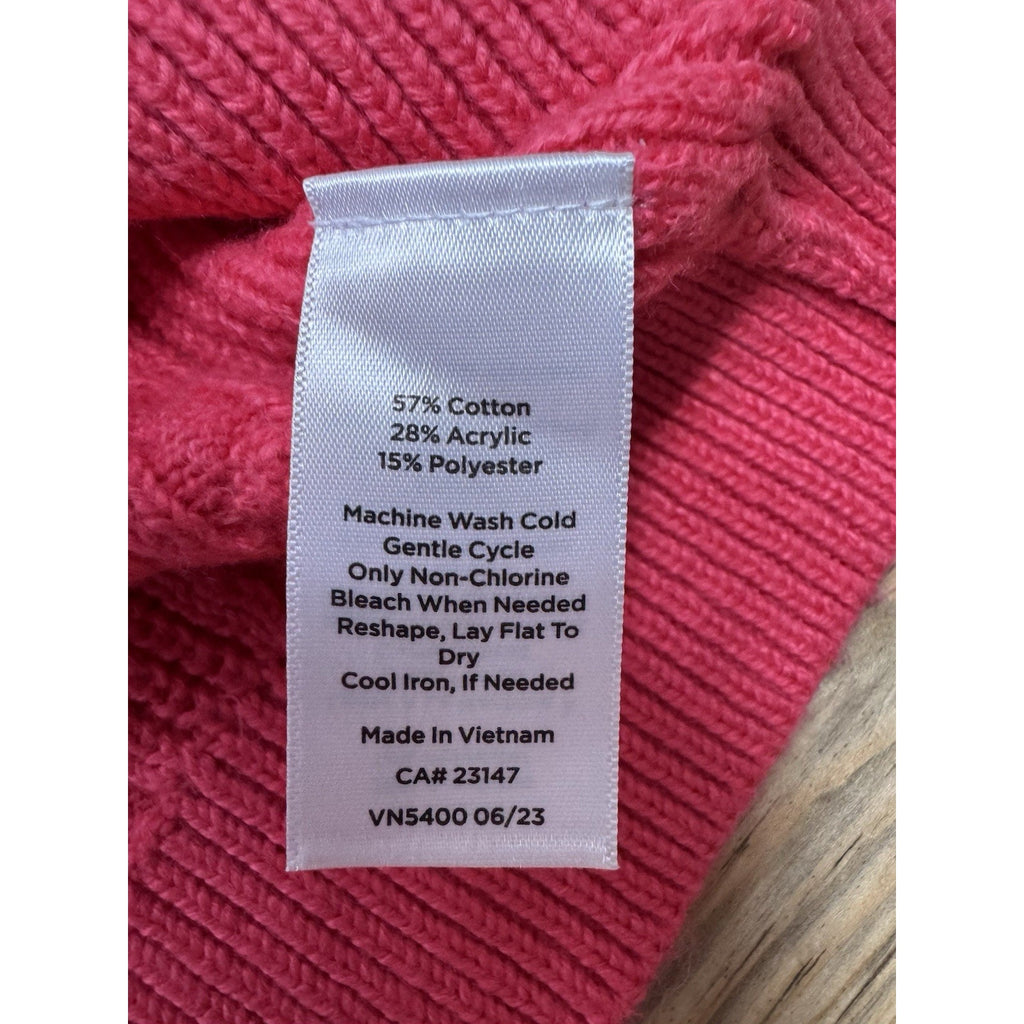 57% Cotton
28% Acrylic
15% Polyester
Machine Wash Cold
Gentle Cycle
Only Non-Chlorine
Bleach When Needed
Reshape, Lay Flat To
Dry
Cool Iron, If Needed
Made In Vietnam
CA# 23147
VN5400 06/23